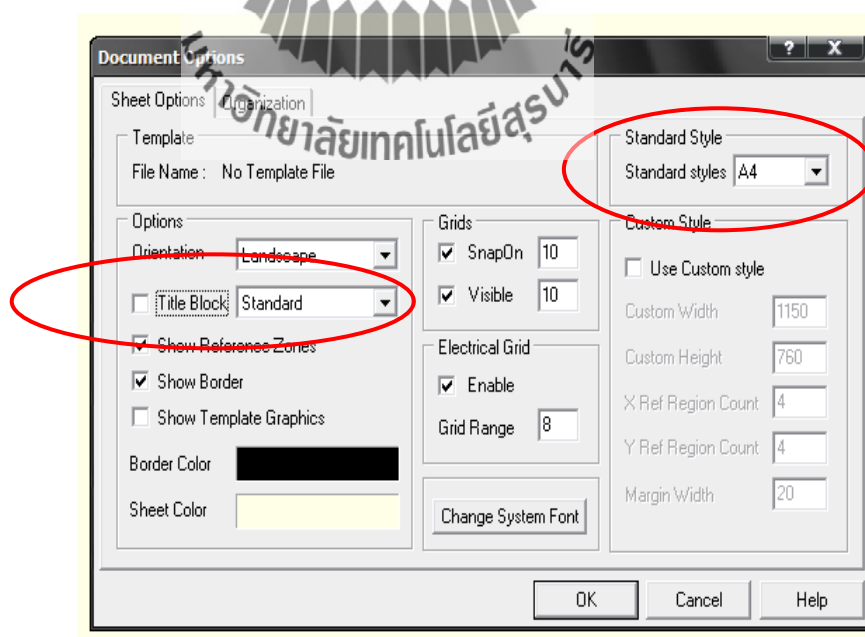 Document Options
? X
Sheet Options Organization
Template
File Name : No Template File
Standard Style
Standard styles A4
Options
Orientation Landscape
Title Block Standard
Show Reference Zones
Show Border
Show Template Graphics
Border Color
Sheet Color
Grids
SnapOn 10
Visible 10
Electrical Grid
Enable
Grid Range 8
Change System Font
Custom Style
Use Custom style
Custom Width 1150
Custom Height 760
X Ref Region Count 4
Y Ref Region Count 4
Margin Width 20
OK Cancel Help
มหาวิทยาลัยเทคโนโลยีสุรนารี